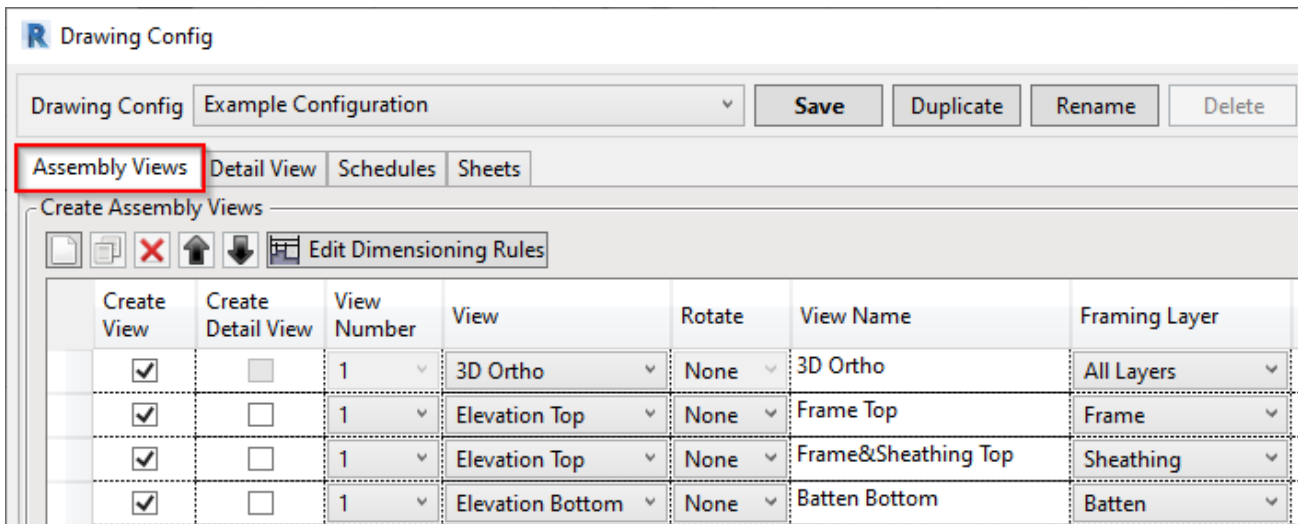 Drawing Config
Drawing Config Example Configuration Save Duplicate Rename Delete
Assembly Views Detail View Schedules Sheets
Create Assembly Views
Edit Dimensioning Rules
Create View Create Detail View View Number View Rotate View Name Framing Layer
1 3D Ortho None 3D Ortho All Layers
1 Elevation Top None Frame Top Frame
1 Elevation Top None Frame&Sheathing Top Sheathing
1 Elevation Bottom None Batten Bottom Batten